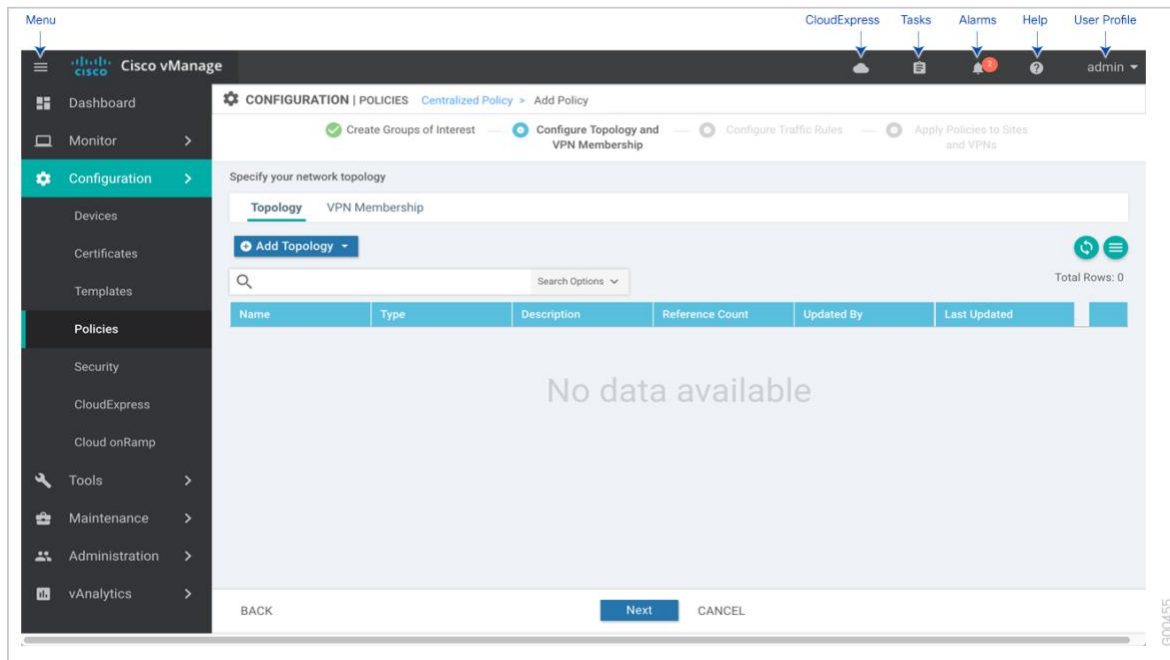 Menu
CloudExpress
Tasks
Alarms
Help
User Profile
cisco Cisco vManage
2
admin
Dashboard
Monitor
Configuration
Devices
Certificates
Templates
Policies
Security
CloudExpress
Cloud onRamp
Tools
Maintenance
Administration
vAnalytics
CONFIGURATION | POLICIES Centralized Policy > Add Policy
Create Groups of Interest
Configure Topology and
VPN Membership
Configure Traffic Rules
Apply Policies to Sites
and VPNs
Specify your network topology
Topology
VPN Membership
Add Topology
Search Options
Total Rows: 0
Name
Type
Description
Reference Count
Updated By
Last Updated
No data available
BACK
Next
CANCEL
G00455